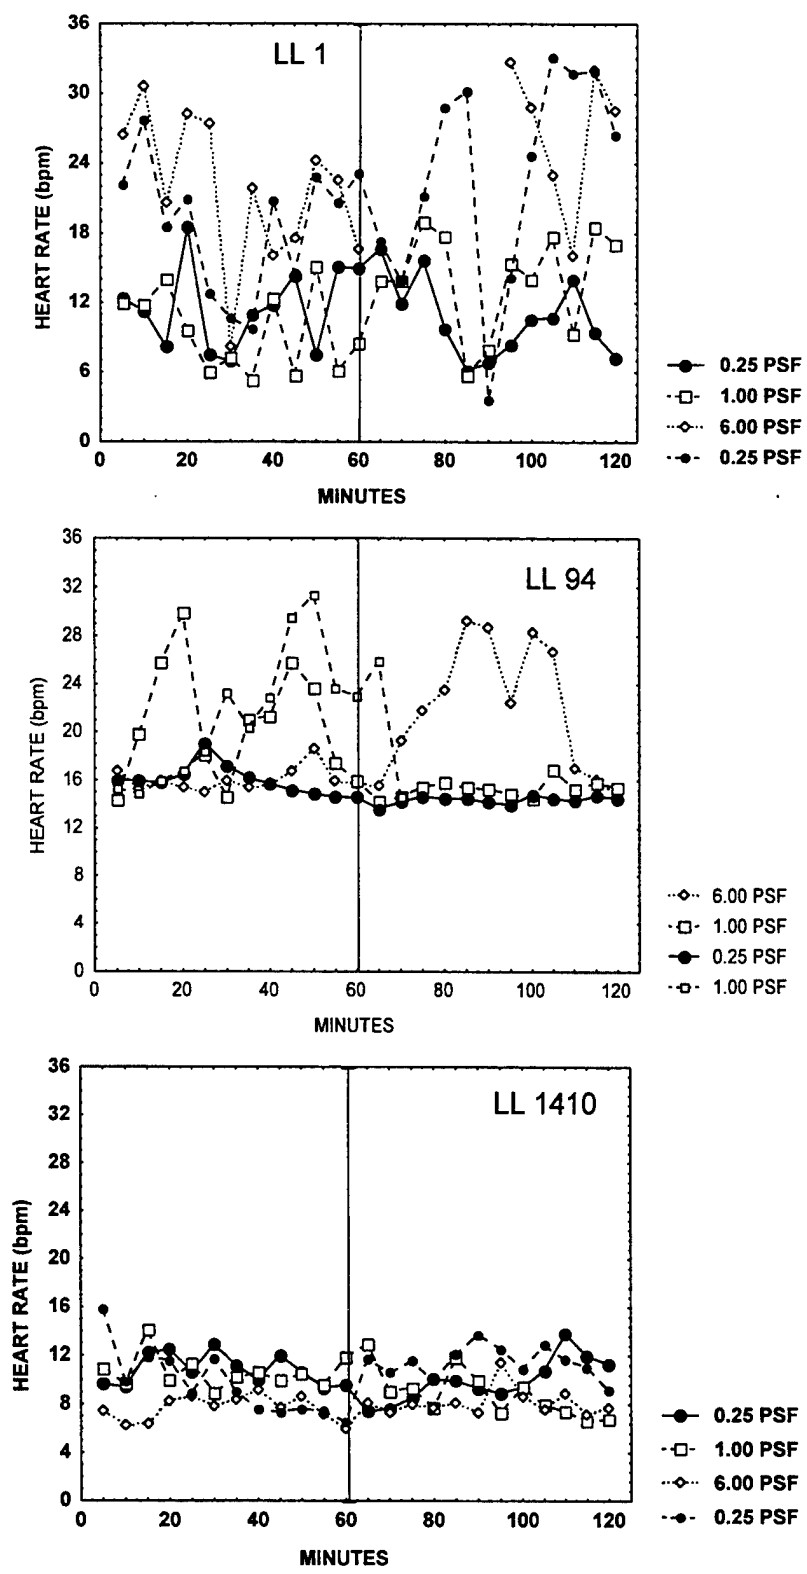 LL 1
HEART RATE (bpm)
36
30
24
18
12
6
0
0 20 40 60 80 100 120
MINUTES
0.25 PSF
1.00 PSF
6.00 PSF
0.25 PSF
LL 94
HEART RATE (bpm)
36
32
28
24
20
16
12
8
4
0
0 20 40 60 80 100 120
MINUTES
6.00 PSF
1.00 PSF
0.25 PSF
1.00 PSF
LL 1410
HEART RATE (bpm)
36
32
28
24
20
16
12
8
4
0
0 20 40 60 80 100 120
MINUTES
0.25 PSF
1.00 PSF
6.00 PSF
0.25 PSF